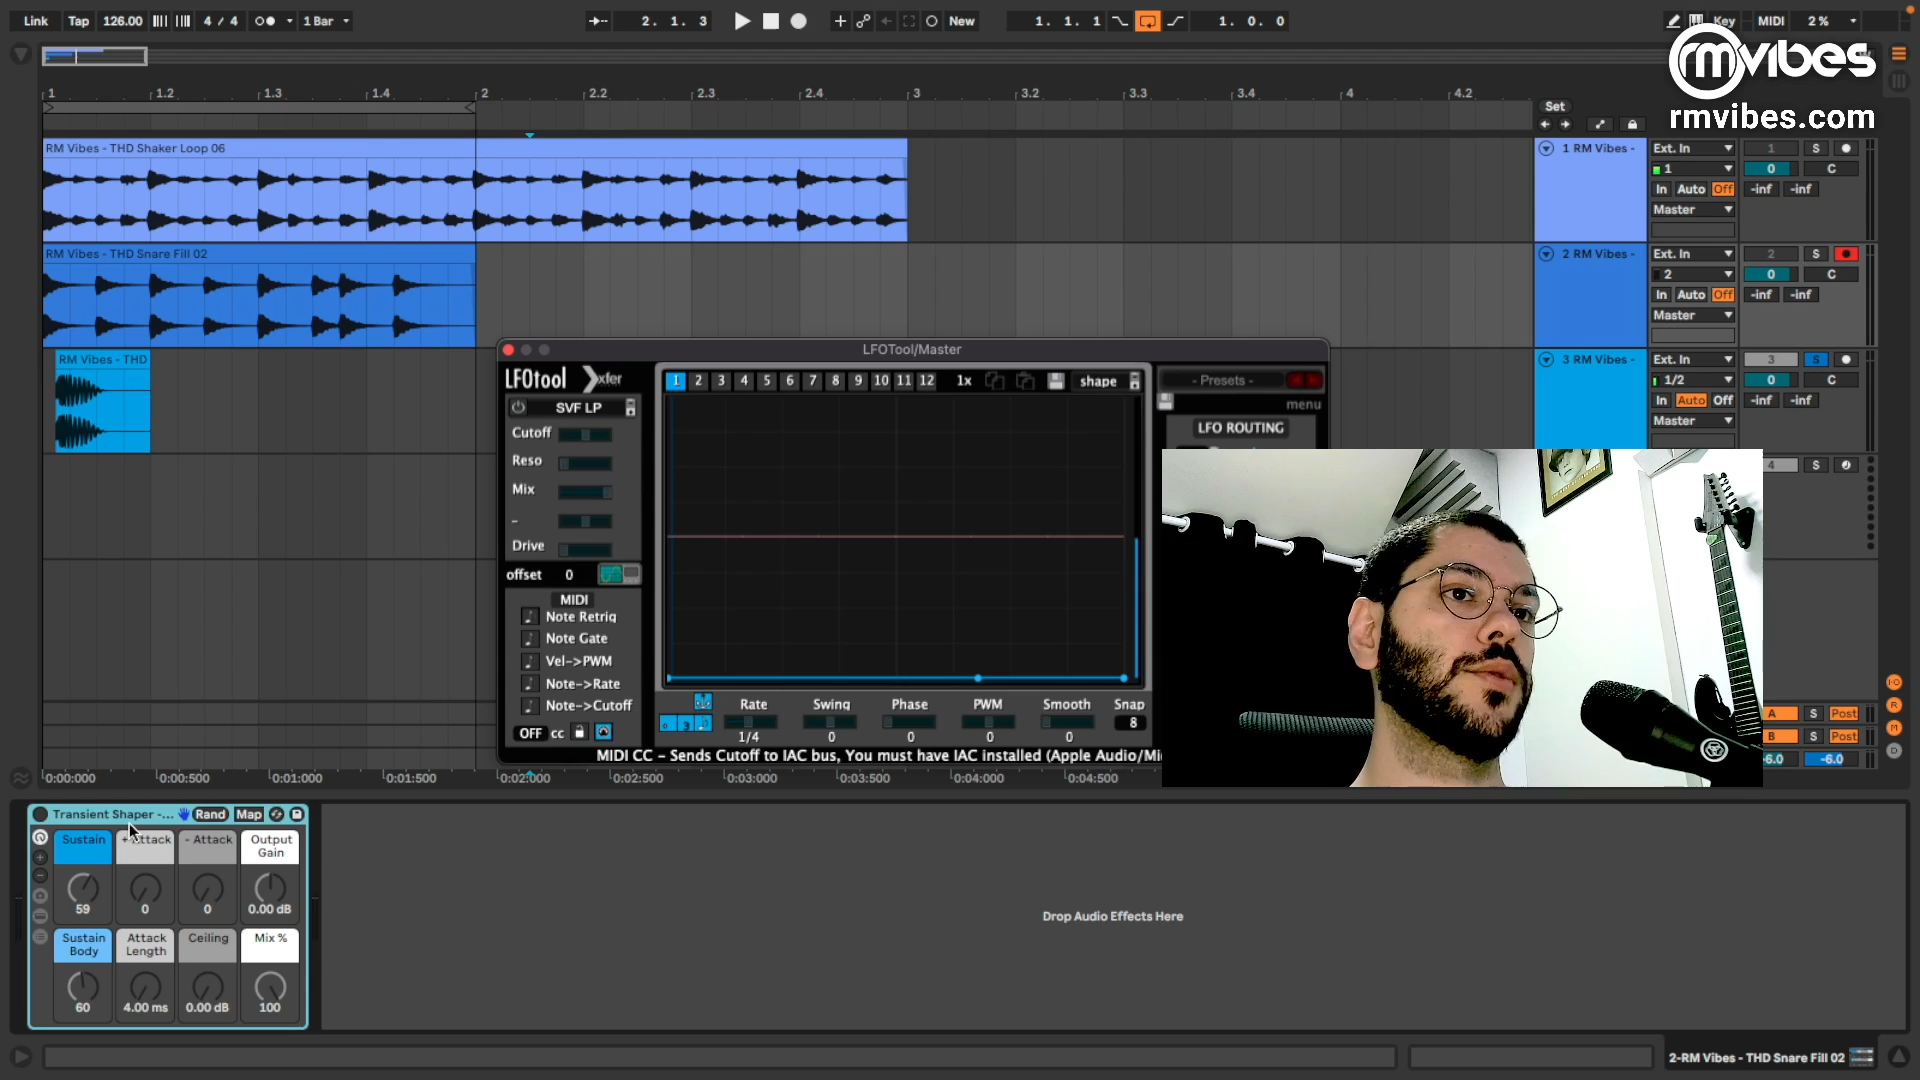 Link Tap 126.00 4 / 4 1 Bar 2. 1. 3 New 1. 1. 1 1. 0. 0 Key MIDI 2 %
rmvibes
rmvibes.com
1 1.2 1.3 1.4 2 2.2 2.3 2.4 3 3.2 3.3 3.4 4 4.2
Set
RM Vibes - THD Shaker Loop 06
1 RM Vibes - Ext. In 1 S
1 0 C
In Auto Off -inf -inf
Master
RM Vibes - THD Snare Fill 02
2 RM Vibes - Ext. In 2 S
2 0 C
In Auto Off -inf -inf
Master
RM Vibes - THD
3 RM Vibes - Ext. In 3 S
1/2 0 C
In Auto Off -inf -inf
Master
4 S
LFOTool/Master
LFOtool xfer
1 2 3 4 5 6 7 8 9 10 11 12 1x shape
- Presets -
menu
LFO ROUTING
SVF LP
Cutoff
Reso
Mix
-
Drive
offset 0
MIDI
Note Retrig
Note Gate
Vel->PWM
Note->Rate
Note->Cutoff
OFF cc
Rate Swing Phase PWM Smooth Snap
1/4 0 0 0 0 8
MIDI CC - Sends Cutoff to IAC bus, You must have IAC installed (Apple Audio/Mi
A S Post
B S Post
-6.0 -6.0
0:00:000 0:00:500 0:01:000 0:01:500 0:02:000 0:02:500 0:03:000 0:03:500 0:04:000 0:04:500
Transient Shaper -... Rand Map
Sustain + Attack - Attack Output Gain
59 0 0 0.00 dB
Sustain Body Attack Length Ceiling Mix %
60 4.00 ms 0.00 dB 100
Drop Audio Effects Here
2-RM Vibes - THD Snare Fill 02